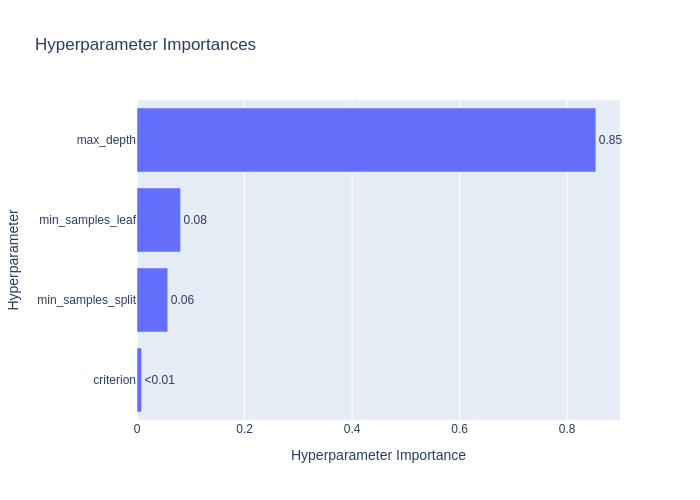 Hyperparameter Importances
max_depth
0.85
min_samples_leaf
0.08
min_samples_split
0.06
criterion
<0.01
0
0.2
0.4
0.6
0.8
Hyperparameter Importance
Hyperparameter